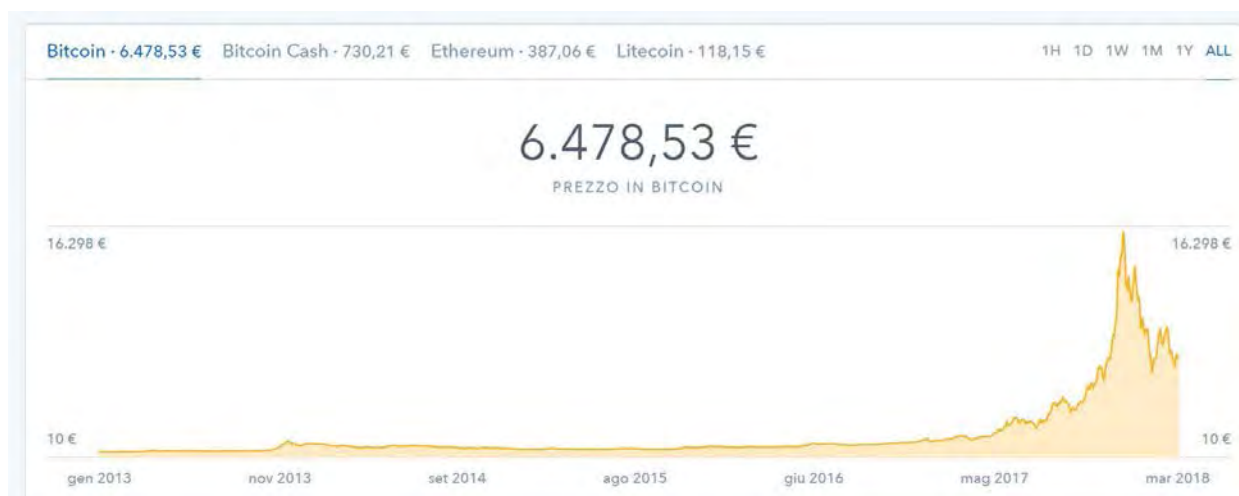 Bitcoin · 6.478,53 € Bitcoin Cash · 730,21 € Ethereum · 387,06 € Litecoin · 118,15 € 1H 1D 1W 1M 1Y ALL
6.478,53 €
PREZZO IN BITCOIN
16.298 € 16.298 €
10 € 10 €
gen 2013 nov 2013 set 2014 ago 2015 giu 2016 mag 2017 mar 2018